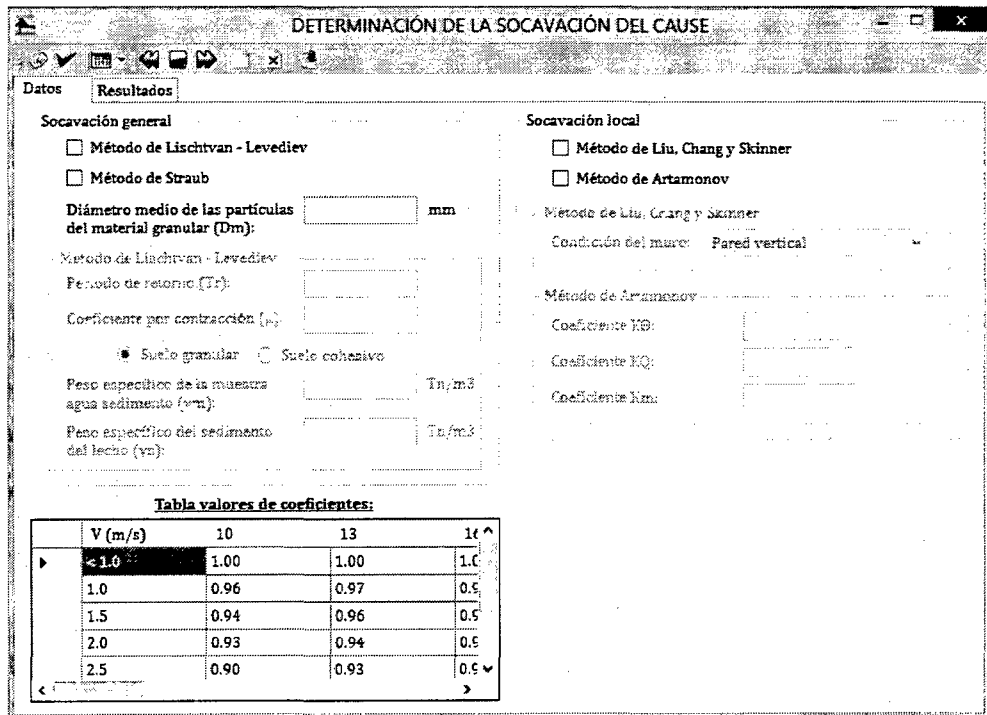 DETERMINACIÓN DE LA SOCAVACIÓN DEL CAUSE
Datos
Resultados
Socavación general
Método de Lischtvan - Levediev
Método de Straub
Diámetro medio de las partículas
del material granular (Dm):
mm
Metodo de Lischtvan - Levediev
Periodo de retorno (Tr):
Coeficiente por contracción (μ):
Suelo granular
Suelo cohesivo
Peso específico de la muestra
agua sedimento (γm):
Tn/m3
Peso específico del sedimento
del lecho (γs):
Tn/m3
Socavación local
Método de Liu, Chang y Skinner
Método de Artamonov
Método de Liu, Chang y Skinner
Condición del muro: Pared vertical
Método de Artamonov
Coeficiente KΘ:
Coeficiente KQ:
Coeficiente Km:
Tabla valores de coeficientes:
V (m/s) 10 13
< 1.0 1.00 1.00
1.0 0.96 0.97
1.5 0.94 0.96
2.0 0.93 0.94
2.5 0.90 0.93